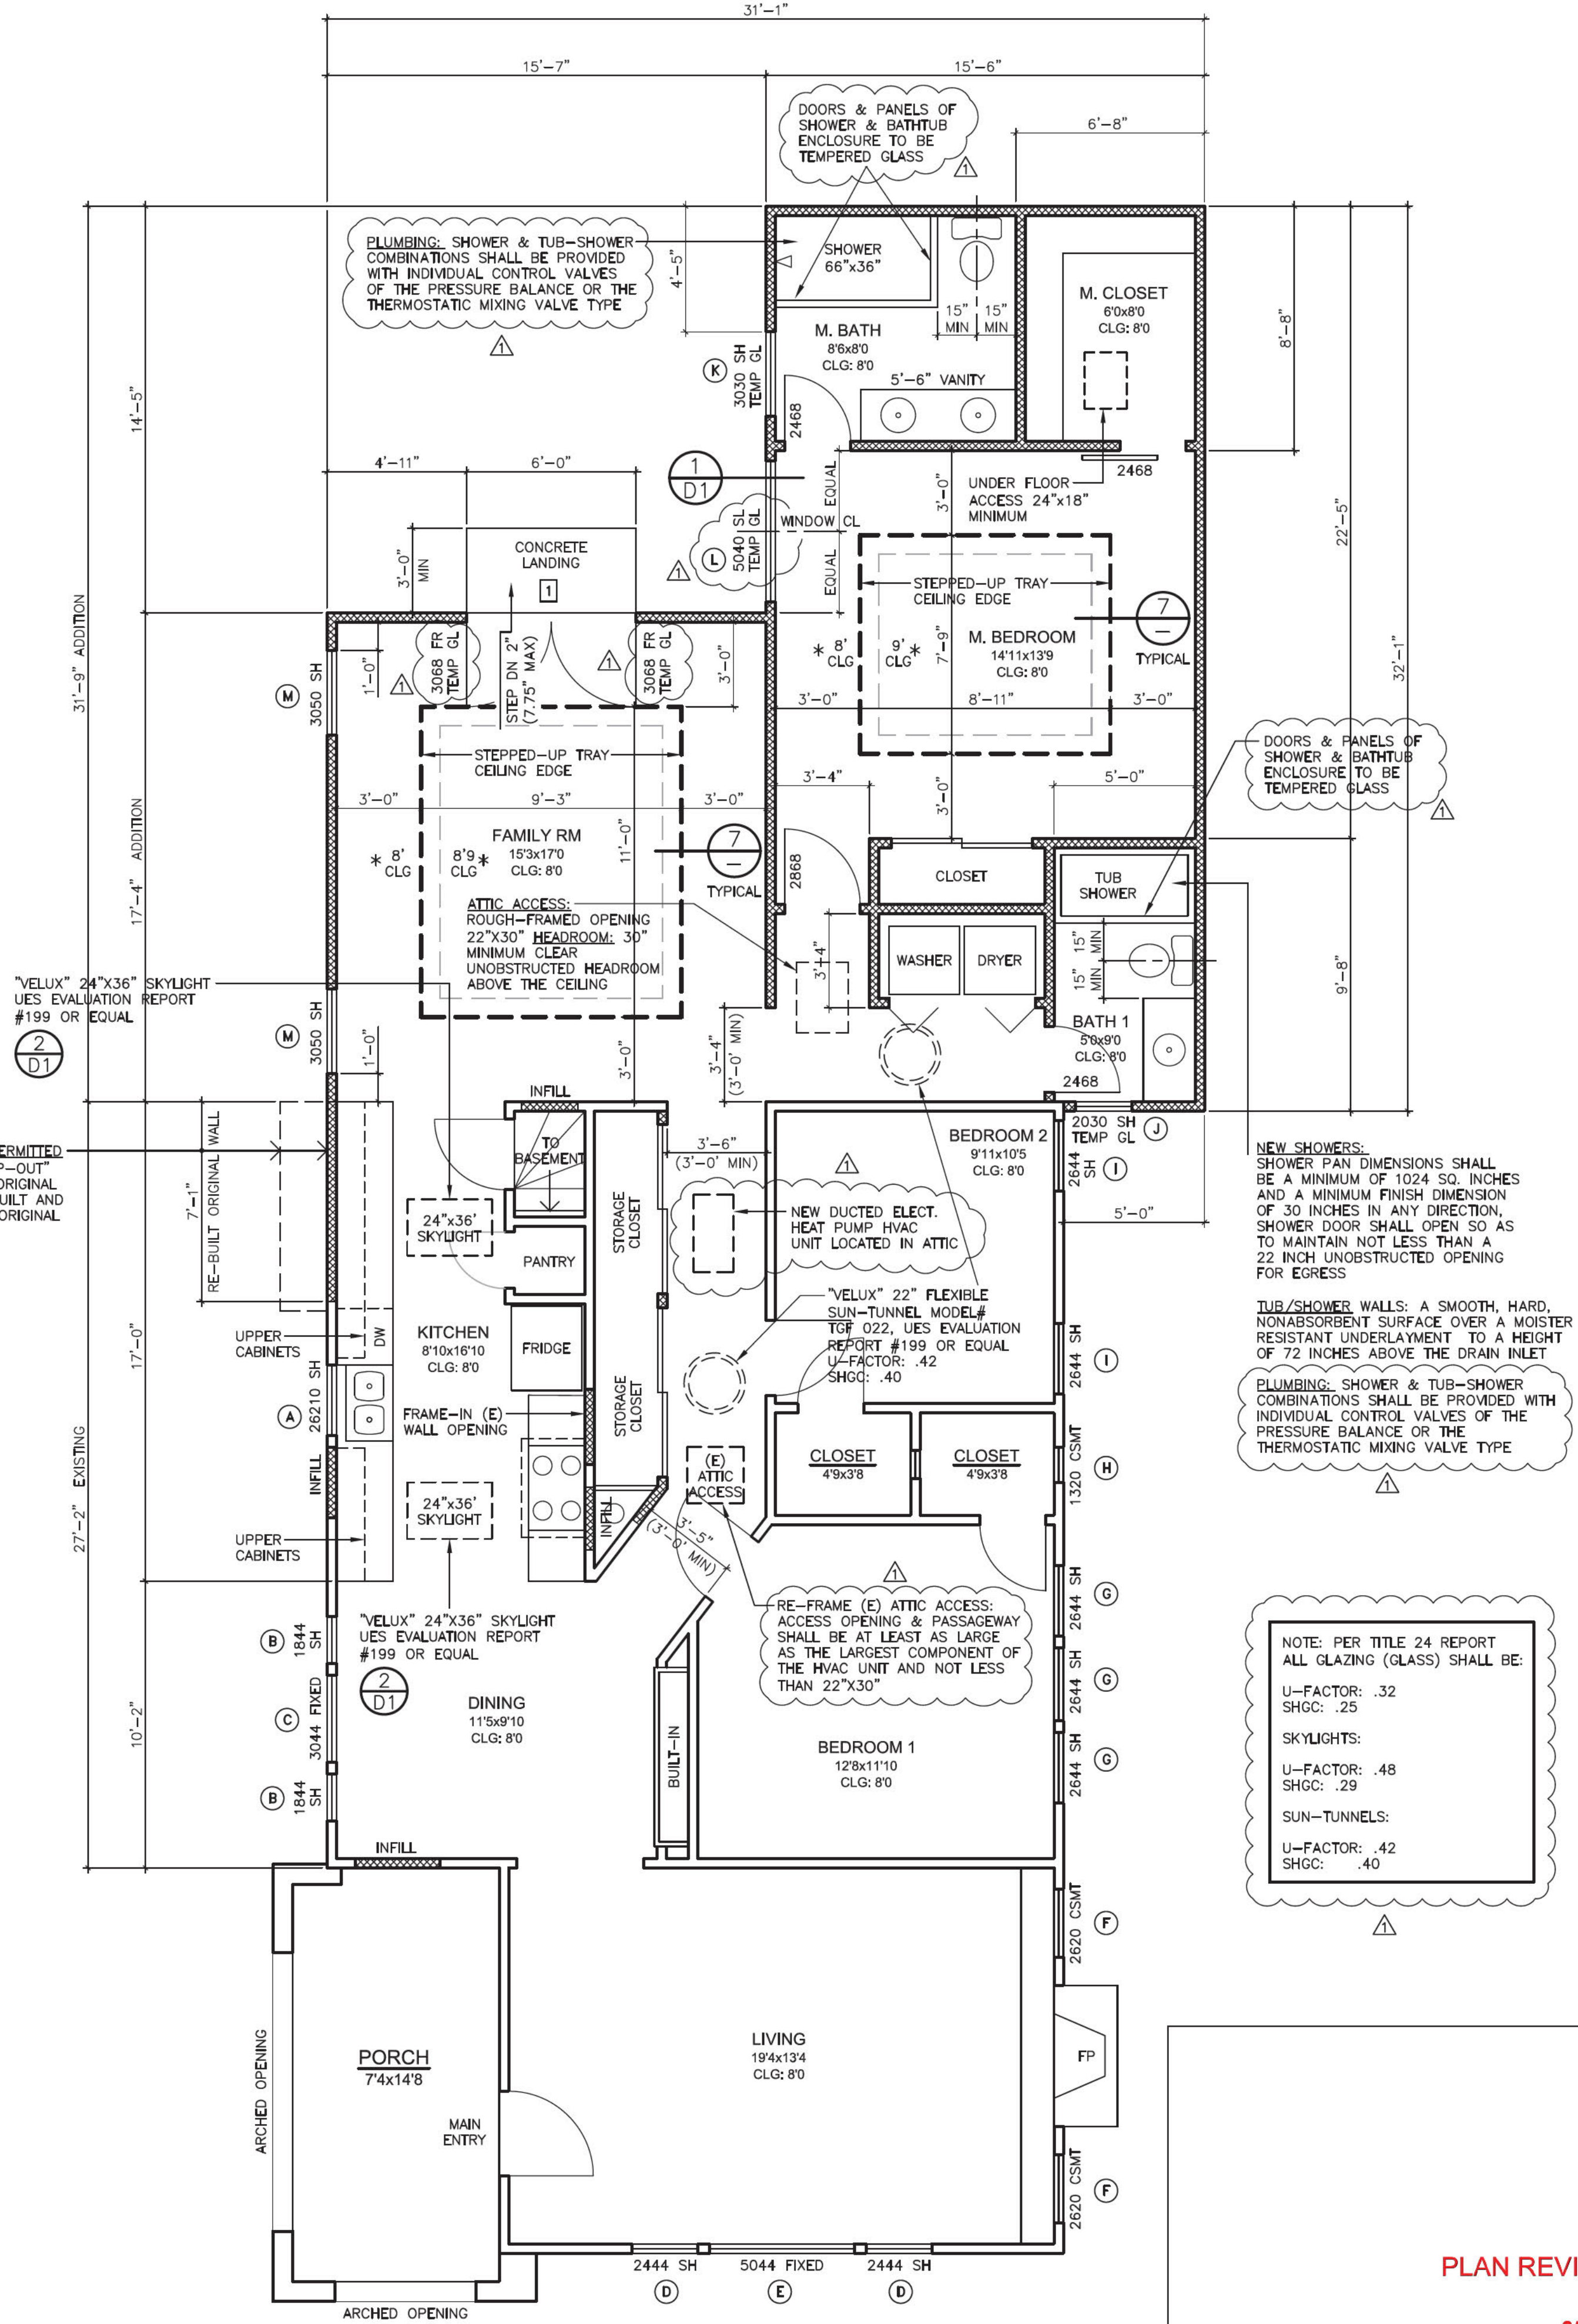 31'-1"
15'-7"
15'-6"
DOORS & PANELS OF
SHOWER & BATHTUB
ENCLOSURE TO BE
TEMPERED GLASS
1
6'-8"
PLUMBING: SHOWER & TUB-SHOWER
COMBINATIONS SHALL BE PROVIDED
WITH INDIVIDUAL CONTROL VALVES
OF THE PRESSURE BALANCE OR THE
THERMOSTATIC MIXING VALVE TYPE
1
4'-5"
SHOWER
66"x36"
15"
MIN
15"
MIN
M. CLOSET
6'0x8'0
CLG: 8'0
M. BATH
8'6x8'0
CLG: 8'0
5'-6" VANITY
8'-8"
K
3030 SH
TEMP GL
2468
14'-5"
4'-11"
6'-0"
1
D1
EQUAL
EQUAL
3'-0"
UNDER FLOOR
ACCESS 24"x18"
MINIMUM
2468
22'-5"
32'-1"
L
5040 SL
TEMP GL
1
WINDOW CL
3'-0"
MIN
CONCRETE
LANDING
1
STEPPED-UP TRAY
CEILING EDGE
31'-9" ADDITION
M
3050 SH
1'-0"
1
3068 FR
TEMP GL
STEP DN 2"
(7.75" MAX)
1
3068 FR
TEMP GL
3'-0"
* 8'
CLG
9' *
CLG
7'-9"
M. BEDROOM
14'11x13'9
CLG: 8'0
7
–
TYPICAL
3'-0"
8'-11"
3'-0"
STEPPED-UP TRAY
CEILING EDGE
3'-4"
5'-0"
3'-0"
DOORS & PANELS OF
SHOWER & BATHTUB
ENCLOSURE TO BE
TEMPERED GLASS
1
17'-4" ADDITION
3'-0"
9'-3"
3'-0"
FAMILY RM
15'3x17'0
CLG: 8'0
* 8'
CLG
8'9 *
CLG
11'-0"
7
–
TYPICAL
2868
CLOSET
TUB
SHOWER
ATTIC ACCESS:
ROUGH-FRAMED OPENING
22"X30" HEADROOM: 30"
MINIMUM CLEAR
UNOBSTRUCTED HEADROOM
ABOVE THE CEILING
3'-4"
WASHER
DRYER
15"
MIN
15"
MIN
9'-8"
"VELUX" 24"X36" SKYLIGHT
UES EVALUATION REPORT
#199 OR EQUAL
2
D1
M
3050 SH
1'-0"
3'-0"
3'-4"
(3'-0' MIN)
BATH 1
5'0x9'0
CLG: 8'0
2468
INFILL
TO
BASEMENT
3'-6"
(3'-0' MIN)
BEDROOM 2
9'11x10'5
CLG: 8'0
1
2030 SH
TEMP GL
J
2644
SH
I
5'-0"
ERMITTED
P-OUT"
ORIGINAL
UILT AND
ORIGINAL
7'-1"
RE-BUILT ORIGINAL WALL
24"x36'
SKYLIGHT
STORAGE
CLOSET
NEW DUCTED ELECT.
HEAT PUMP HVAC
UNIT LOCATED IN ATTIC
NEW SHOWERS:
SHOWER PAN DIMENSIONS SHALL
BE A MINIMUM OF 1024 SQ. INCHES
AND A MINIMUM FINISH DIMENSION
OF 30 INCHES IN ANY DIRECTION,
SHOWER DOOR SHALL OPEN SO AS
TO MAINTAIN NOT LESS THAN A
22 INCH UNOBSTRUCTED OPENING
FOR EGRESS
PANTRY
"VELUX" 22" FLEXIBLE
SUN-TUNNEL MODEL#
TGF 022, UES EVALUATION
REPORT #199 OR EQUAL
U-FACTOR: .42
SHGC: .40
TUB/SHOWER WALLS: A SMOOTH, HARD,
NONABSORBENT SURFACE OVER A MOISTER
RESISTANT UNDERLAYMENT TO A HEIGHT
OF 72 INCHES ABOVE THE DRAIN INLET
17'-0"
UPPER
CABINETS
DW
KITCHEN
8'10x16'10
CLG: 8'0
FRIDGE
2644 SH
I
PLUMBING: SHOWER & TUB-SHOWER
COMBINATIONS SHALL BE PROVIDED WITH
INDIVIDUAL CONTROL VALVES OF THE
PRESSURE BALANCE OR THE
THERMOSTATIC MIXING VALVE TYPE
1
A
26210 SH
FRAME-IN (E)
WALL OPENING
STORAGE
CLOSET
27'-2" EXISTING
INFILL
(E)
ATTIC
ACCESS
CLOSET
4'9x3'8
CLOSET
4'9x3'8
1320 CSMT
H
24"x36'
SKYLIGHT
INFILL
3'-5"
(3'-0' MIN)
UPPER
CABINETS
"VELUX" 24"X36" SKYLIGHT
UES EVALUATION REPORT
#199 OR EQUAL
2
D1
1
RE-FRAME (E) ATTIC ACCESS:
ACCESS OPENING & PASSAGEWAY
SHALL BE AT LEAST AS LARGE
AS THE LARGEST COMPONENT OF
THE HVAC UNIT AND NOT LESS
THAN 22"X30"
2644 SH
G
2644 SH
G
2644 SH
G
NOTE: PER TITLE 24 REPORT
ALL GLAZING (GLASS) SHALL BE:
U-FACTOR: .32
SHGC: .25
SKYLIGHTS:
U-FACTOR: .48
SHGC: .29
SUN-TUNNELS:
U-FACTOR: .42
SHGC: .40
1
B
1844
SH
C
3044 FIXED
B
1844
SH
10'-2"
DINING
11'5x9'10
CLG: 8'0
BUILT-IN
BEDROOM 1
12'8x11'10
CLG: 8'0
INFILL
2620 CSMT
F
ARCHED OPENING
PORCH
7'4x14'8
MAIN
ENTRY
LIVING
19'4x13'4
CLG: 8'0
FP
2620 CSMT
F
2444 SH
D
5044 FIXED
E
2444 SH
D
ARCHED OPENING
PLAN REVI